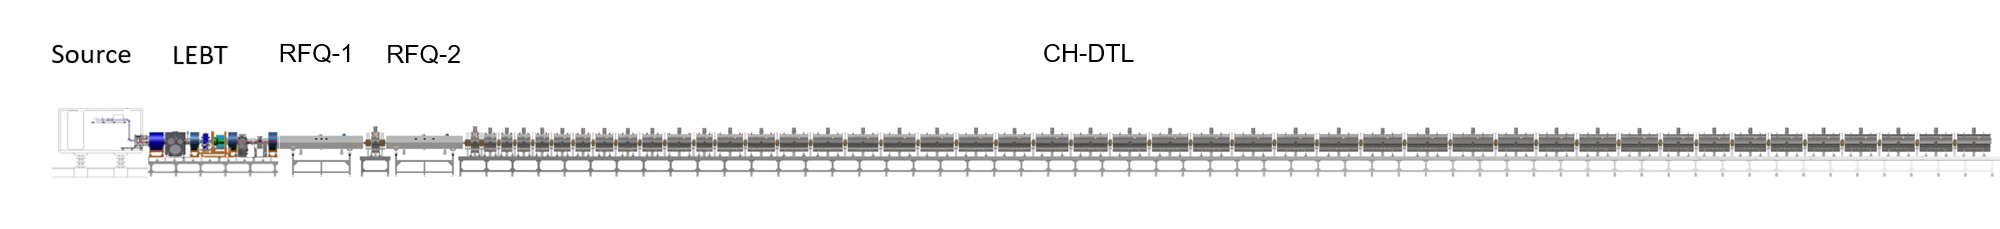 Source LEBT RFQ-1 RFQ-2 CH-DTL